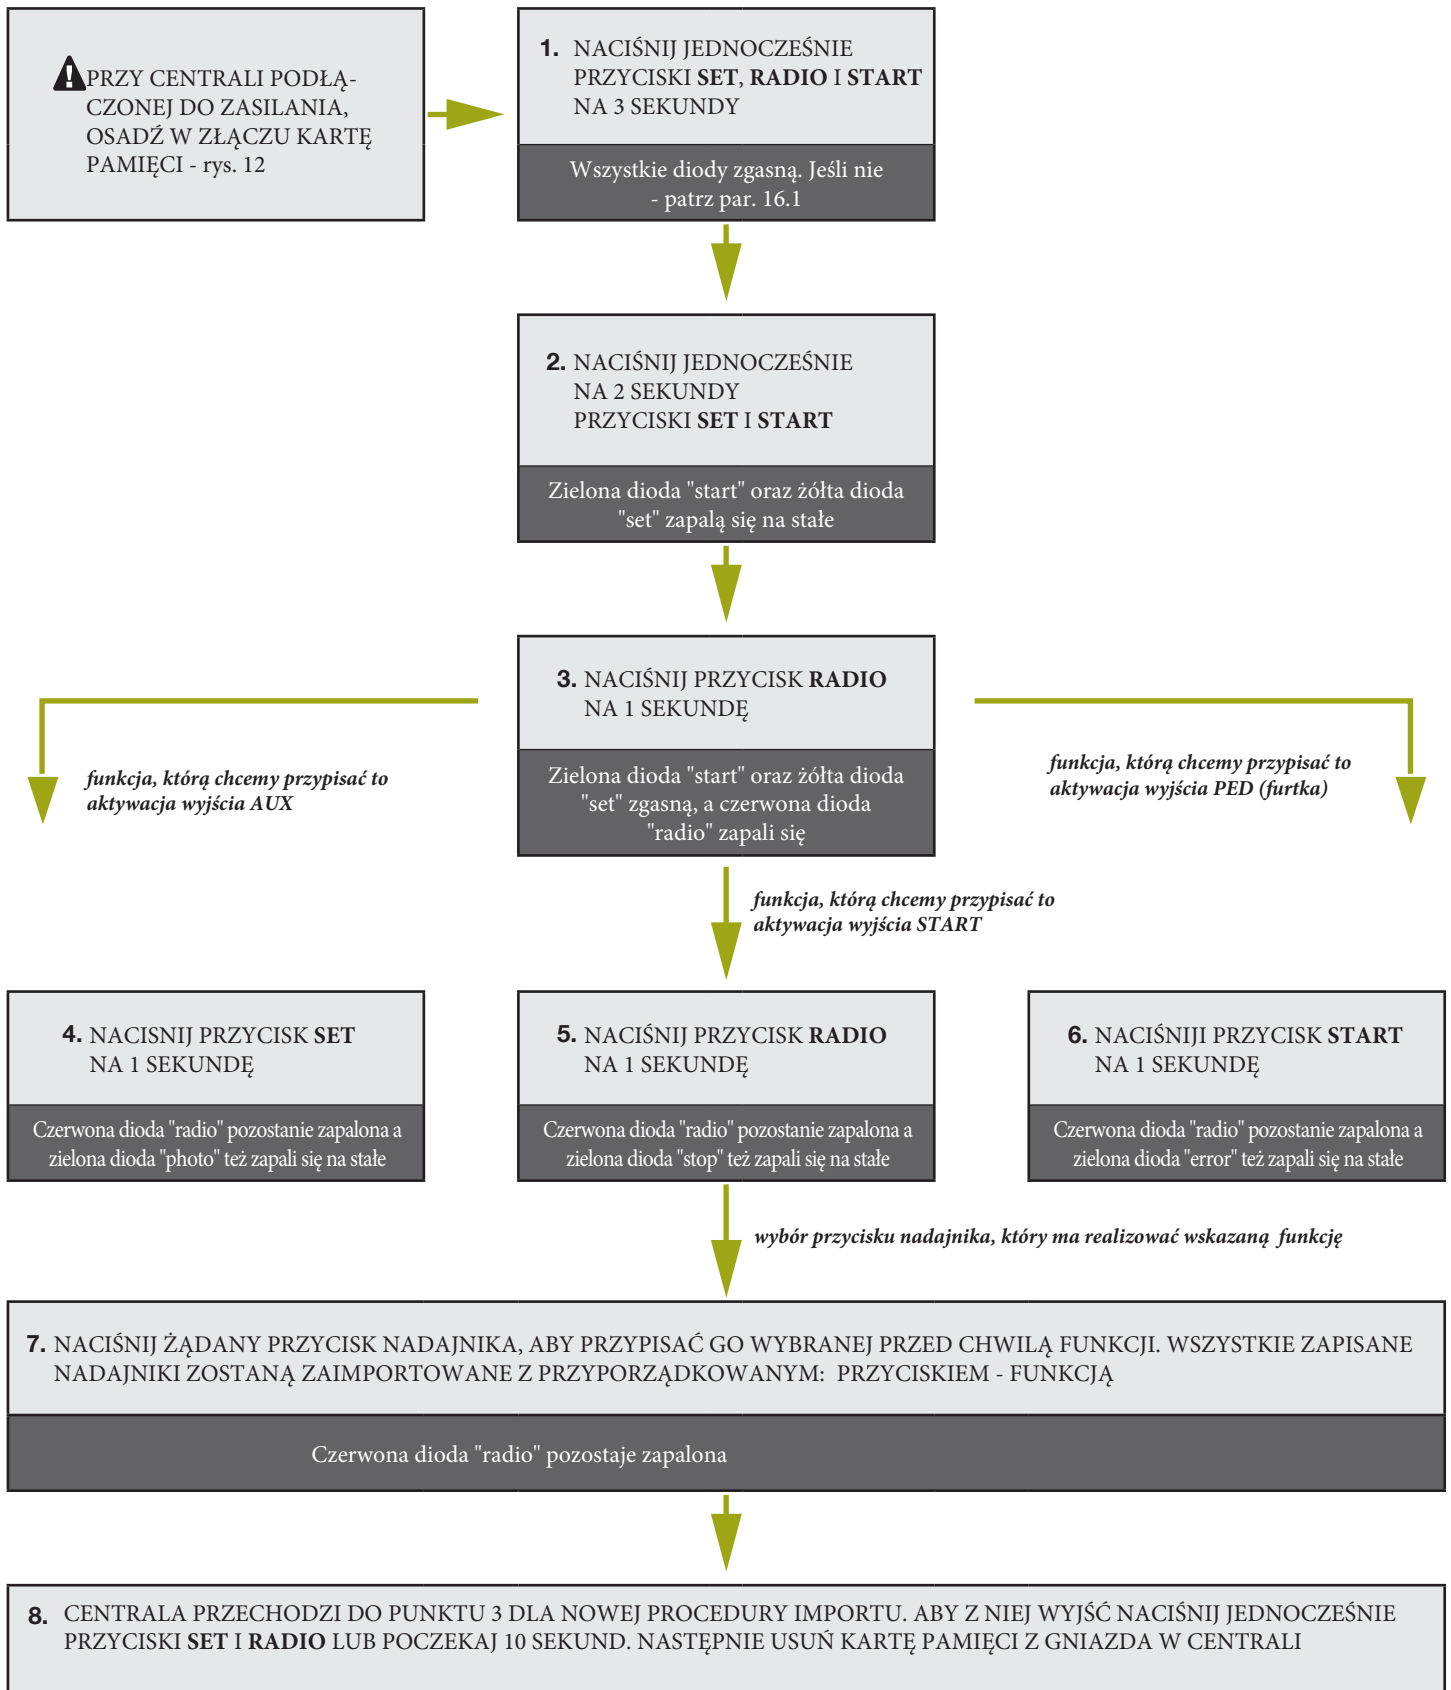 PRZY CENTRALI PODŁĄ-
CZONEJ DO ZASILANIA,
OSADŹ W ZŁĄCZU KARTĘ
PAMIĘCI - rys. 12
1. NACIŚNIJ JEDNOCZEŚNIE
PRZYCISKI SET, RADIO I START
NA 3 SEKUNDY
Wszystkie diody zgasną. Jeśli nie
- patrz par. 16.1
2. NACIŚNIJ JEDNOCZEŚNIE
NA 2 SEKUNDY
PRZYCISKI SET I START
Zielona dioda "start" oraz żółta dioda
"set" zapalą się na stałe
3. NACIŚNIJ PRZYCISK RADIO
NA 1 SEKUNDĘ
Zielona dioda "start" oraz żółta dioda
"set" zgasną, a czerwona dioda
"radio" zapali się
funkcja, którą chcemy przypisać to
aktywacja wyjścia AUX
funkcja, którą chcemy przypisać to
aktywacja wyjścia PED (furtka)
funkcja, którą chcemy przypisać to
aktywacja wyjścia START
4. NACISNIJ PRZYCISK SET
NA 1 SEKUNDĘ
Czerwona dioda "radio" pozostanie zapalona a
zielona dioda "photo" też zapali się na stałe
5. NACIŚNIJ PRZYCISK RADIO
NA 1 SEKUNDĘ
Czerwona dioda "radio" pozostanie zapalona a
zielona dioda "stop" też zapali się na stałe
6. NACIŚNIJI PRZYCISK START
NA 1 SEKUNDĘ
Czerwona dioda "radio" pozostanie zapalona a
zielona dioda "error" też zapali się na stałe
wybór przycisku nadajnika, który ma realizować wskazaną funkcję
7. NACIŚNIJ ŻĄDANY PRZYCISK NADAJNIKA, ABY PRZYPISAĆ GO WYBRANEJ PRZED CHWILĄ FUNKCJI. WSZYSTKIE ZAPISANE
NADAJNIKI ZOSTANĄ ZAIMPORTOWANE Z PRZYPORZĄDKOWANYM: PRZYCISKIEM - FUNKCJĄ
Czerwona dioda "radio" pozostaje zapalona
8. CENTRALA PRZECHODZI DO PUNKTU 3 DLA NOWEJ PROCEDURY IMPORTU. ABY Z NIEJ WYJŚĆ NACIŚNIJ JEDNOCZEŚNIE
PRZYCISKI SET I RADIO LUB POCZEKAJ 10 SEKUND. NASTĘPNIE USUŃ KARTĘ PAMIĘCI Z GNIAZDA W CENTRALI